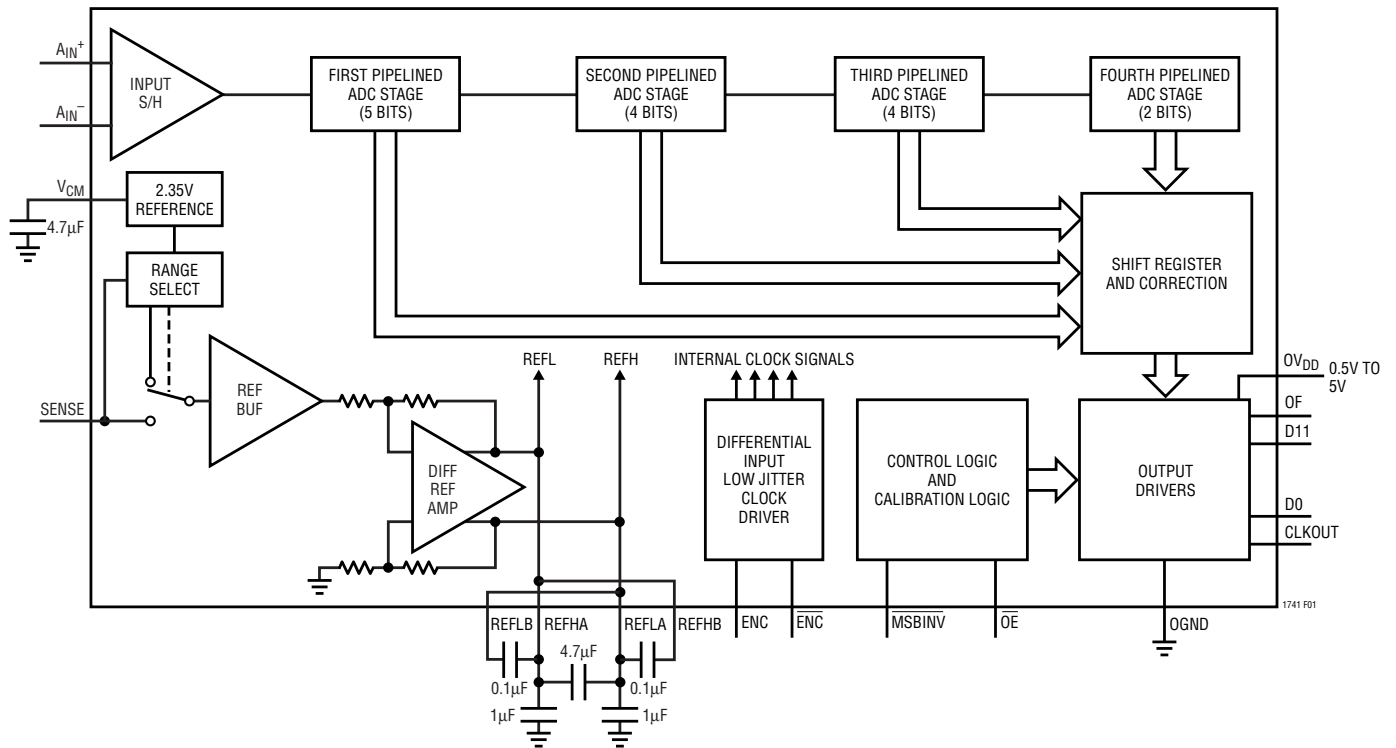 AIN+
INPUT
S/H
AIN−
FIRST PIPELINED
ADC STAGE
(5 BITS)
SECOND PIPELINED
ADC STAGE
(4 BITS)
THIRD PIPELINED
ADC STAGE
(4 BITS)
FOURTH PIPELINED
ADC STAGE
(2 BITS)
VCM
4.7µF
2.35V
REFERENCE
RANGE
SELECT
SHIFT REGISTER
AND CORRECTION
SENSE
REF
BUF
DIFF
REF
AMP
REFL
REFH
INTERNAL CLOCK SIGNALS
DIFFERENTIAL
INPUT
LOW JITTER
CLOCK
DRIVER
CONTROL LOGIC
AND
CALIBRATION LOGIC
OUTPUT
DRIVERS
OVDD
0.5V TO
5V
OF
D11
D0
CLKOUT
1741 F01
REFLB
REFHA
REFLA
REFHB
ENC
E̅N̅C̅
M̅S̅B̅I̅N̅V̅
O̅E̅
OGND
4.7µF
0.1µF
0.1µF
1µF
1µF